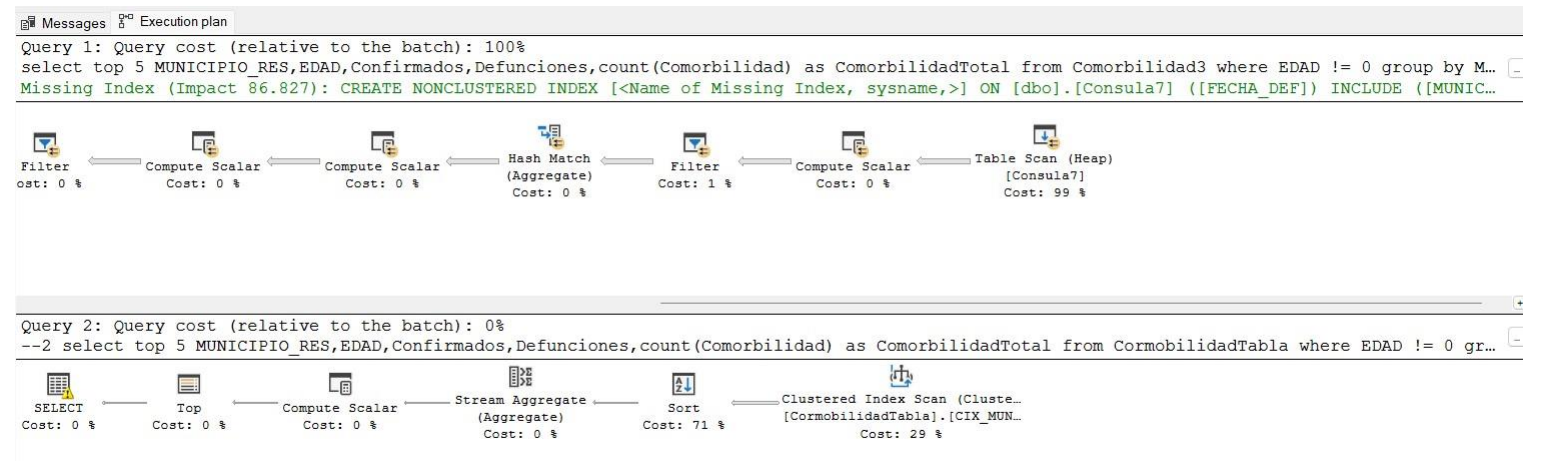 Messages Execution plan
Query 1: Query cost (relative to the batch): 100%
select top 5 MUNICIPIO_RES,EDAD,Confirmados,Defunciones,count(Comorbilidad) as ComorbilidadTotal from Comorbilidad3 where EDAD != 0 group by M…
Missing Index (Impact 86.827): CREATE NONCLUSTERED INDEX [<Name of Missing Index, sysname,>] ON [dbo].[Consula7] ([FECHA_DEF]) INCLUDE ([MUNIC…
Filter
ost: 0 %
Compute Scalar
Cost: 0 %
Compute Scalar
Cost: 0 %
Hash Match
(Aggregate)
Cost: 0 %
Filter
Cost: 1 %
Compute Scalar
Cost: 0 %
Table Scan (Heap)
[Consula7]
Cost: 99 %
Query 2: Query cost (relative to the batch): 0%
--2 select top 5 MUNICIPIO_RES,EDAD,Confirmados,Defunciones,count(Comorbilidad) as ComorbilidadTotal from CormobilidadTabla where EDAD != 0 gr…
SELECT
Cost: 0 %
Top
Cost: 0 %
Compute Scalar
Cost: 0 %
Stream Aggregate
(Aggregate)
Cost: 0 %
Sort
Cost: 71 %
Clustered Index Scan (Cluste…
[CormobilidadTabla].[CIX_MUN…
Cost: 29 %